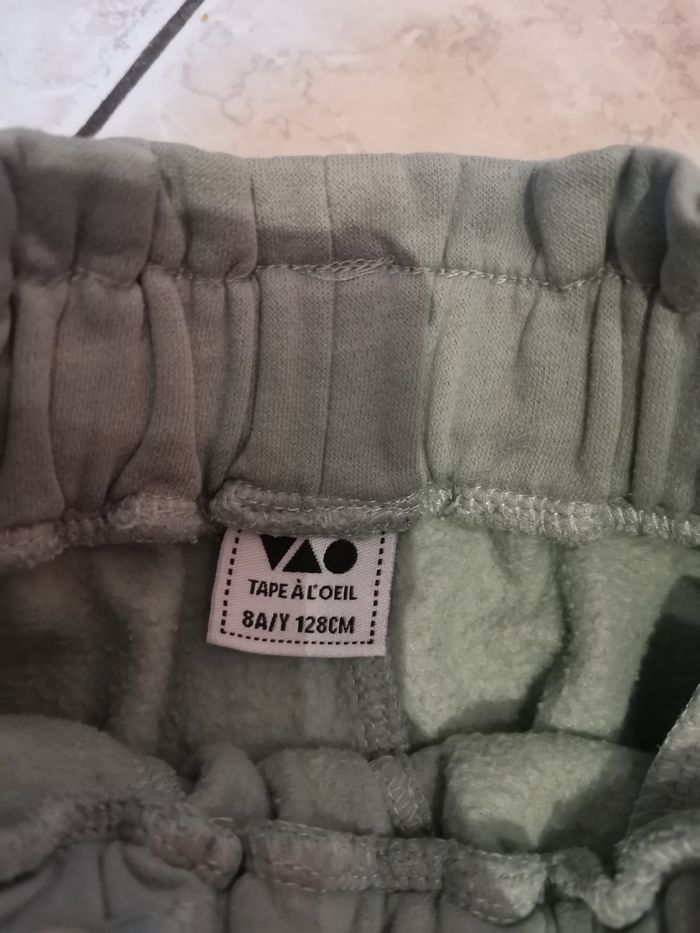 TAPE À L'OEIL
8A/Y 128CM